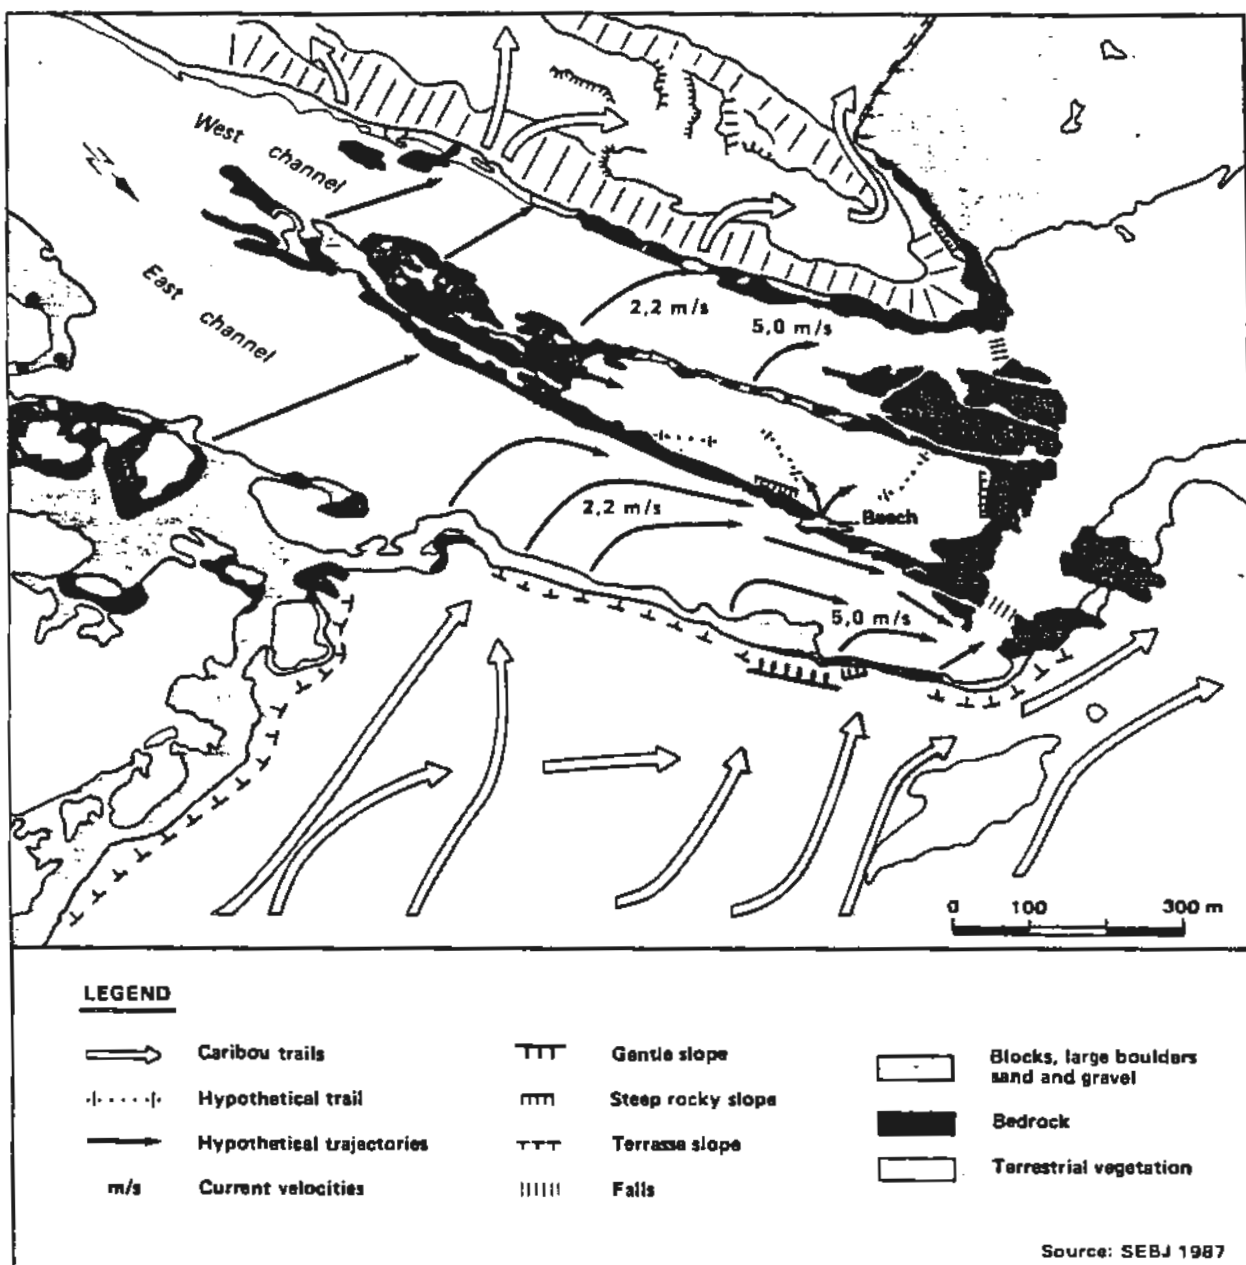 West channel
East channel
2,2 m/s
5,0 m/s
2,2 m/s
Beach
5,0 m/s
0 100 300 m
LEGEND
Caribou trails
Hypothetical trail
Hypothetical trajectories
m/s Current velocities
Gentle slope
Steep rocky slope
Terrasse slope
Falls
Blocks, large boulders
sand and gravel
Bedrock
Terrestrial vegetation
Source: SEBJ 1987